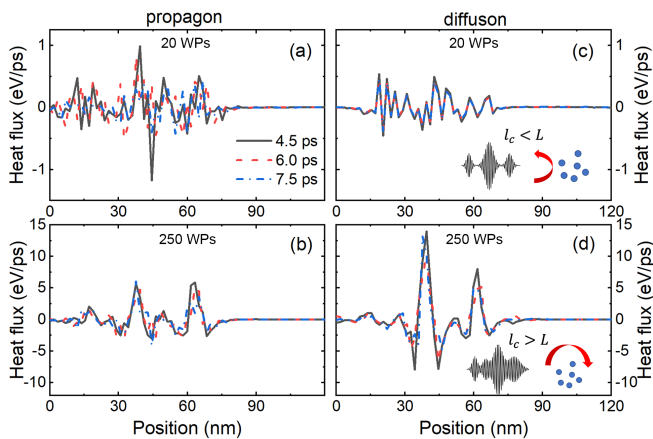 propagon
diffuson
20 WPs
(a)
Heat flux (eV/ps)
1
0
-1
4.5 ps
6.0 ps
7.5 ps
0 30 60 90
20 WPs
(c)
Heat flux (eV/ps)
1
0
-1
l_c < L
0 30 60 90 120
250 WPs
(b)
Heat flux (eV/ps)
15
10
5
0
-5
-10
0 30 60 90
Position (nm)
250 WPs
(d)
Heat flux (eV/ps)
15
10
5
0
-5
-10
l_c > L
0 30 60 90 120
Position (nm)